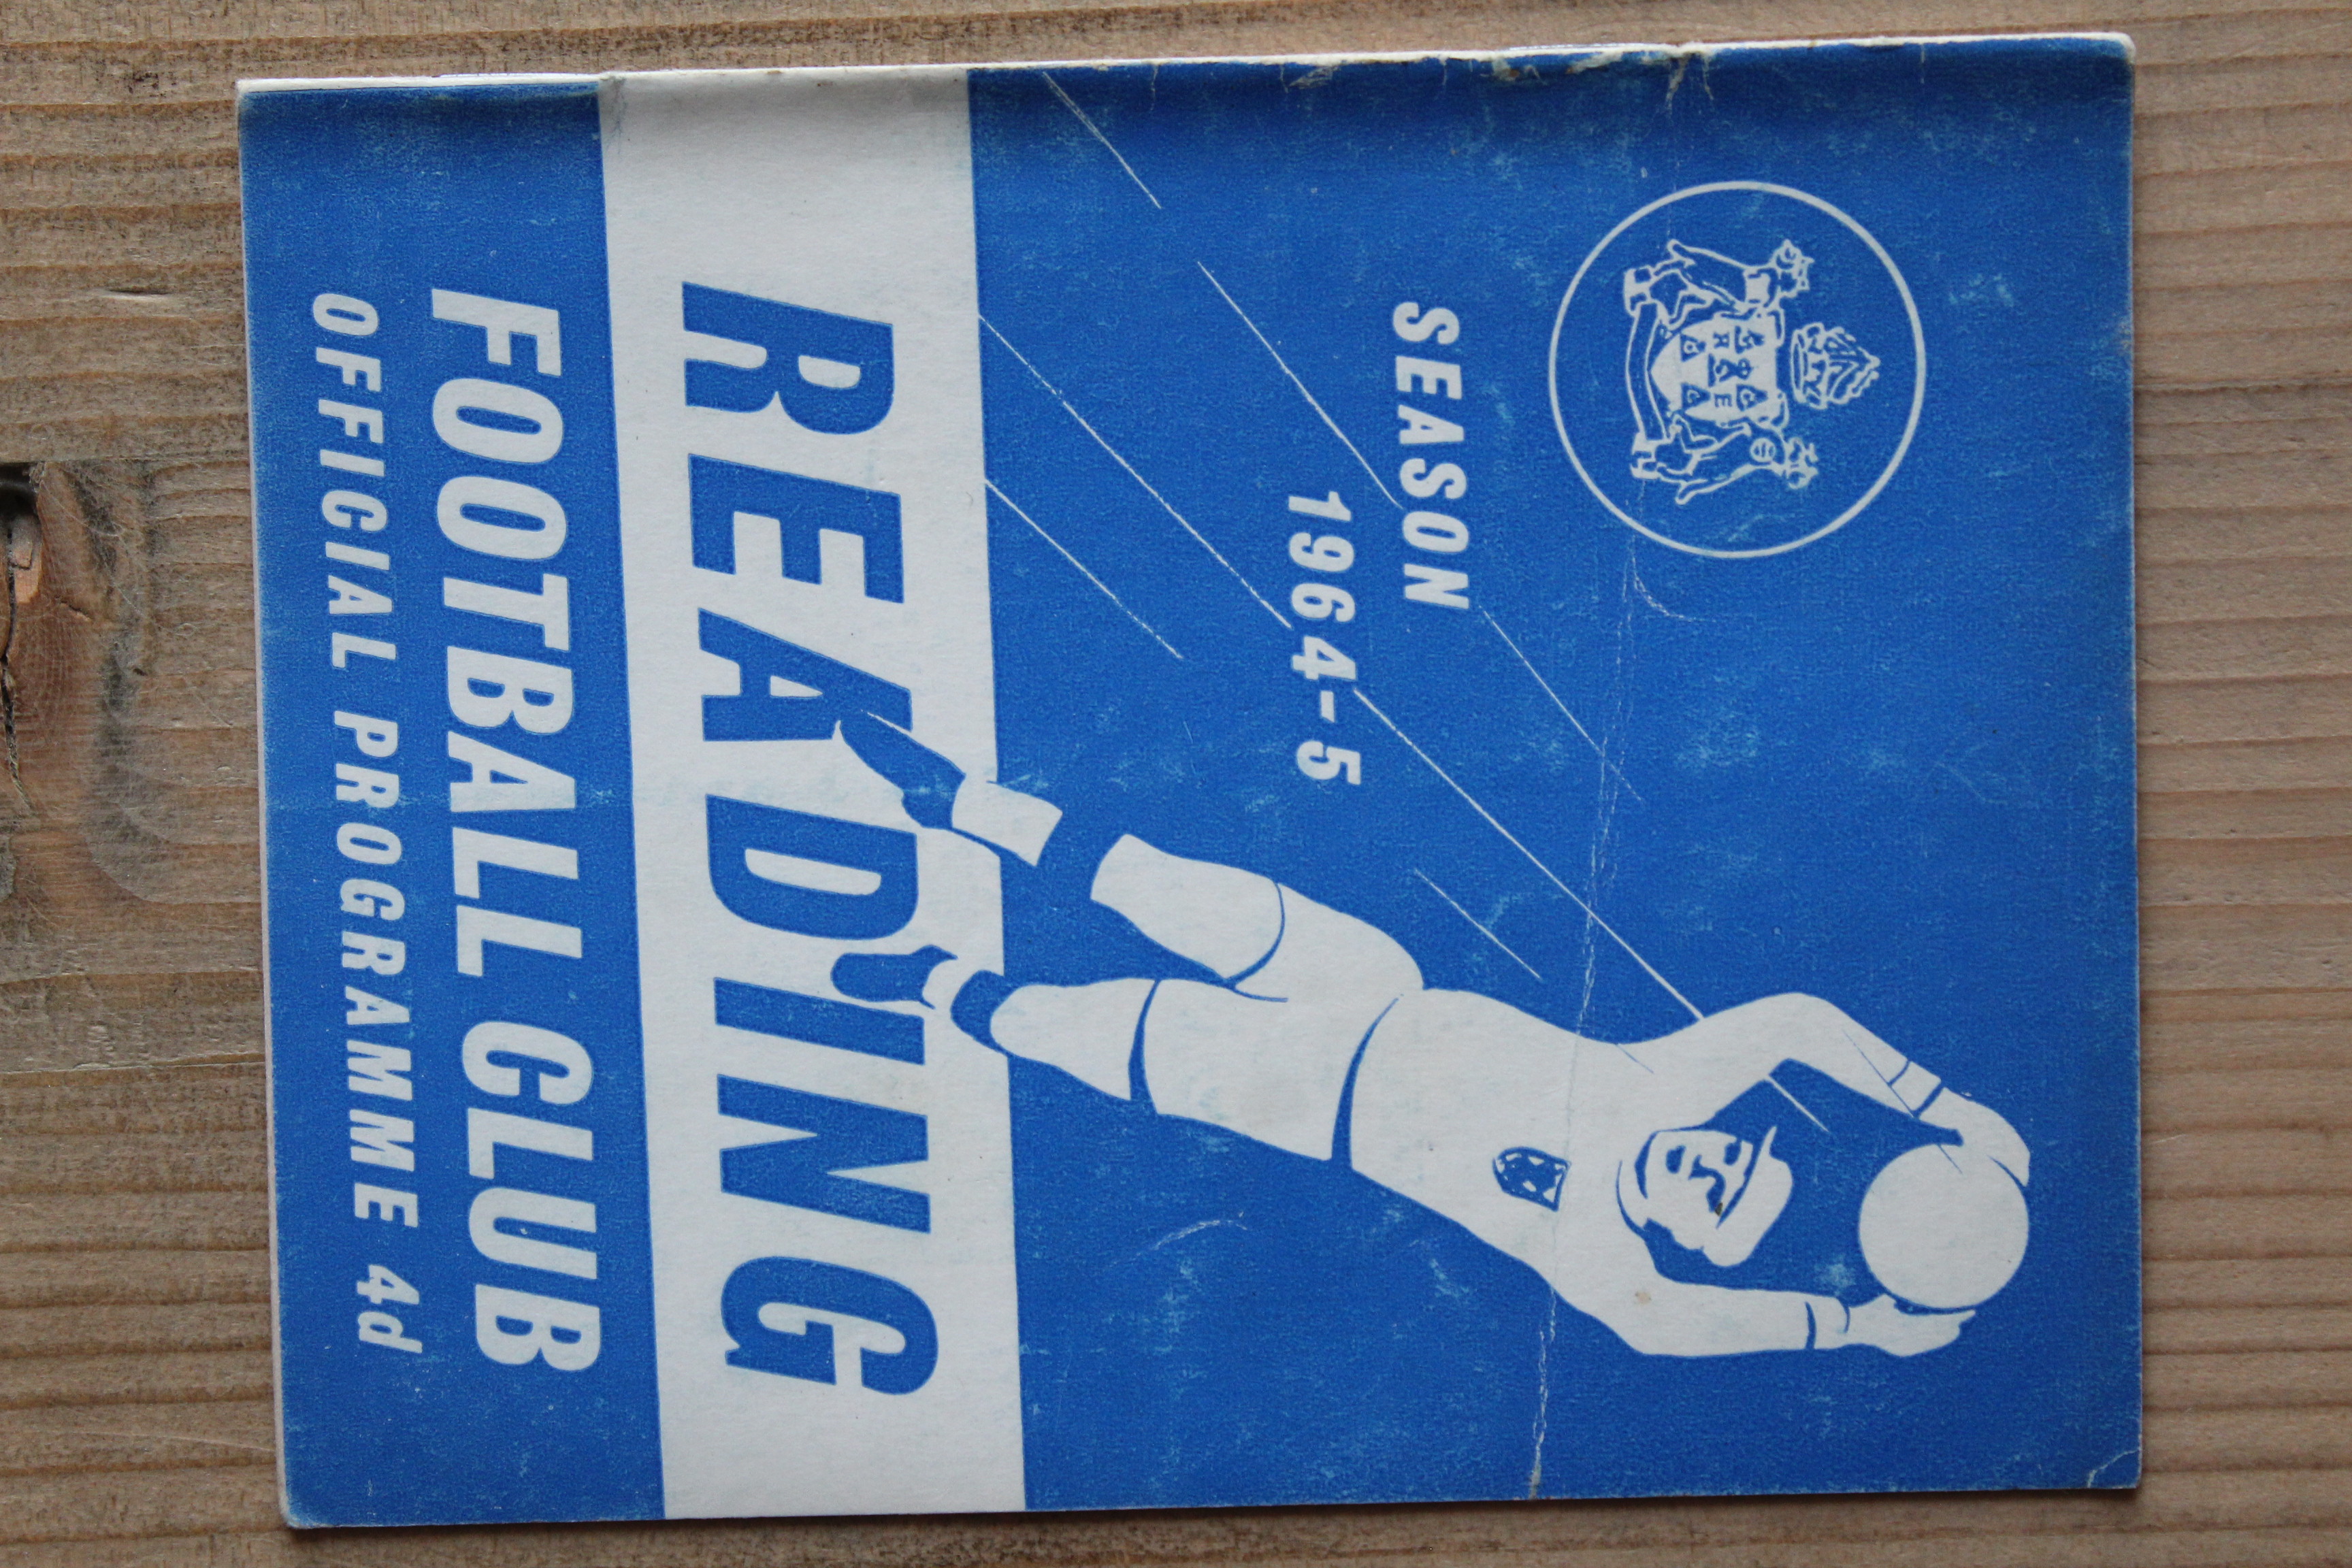 SEASON
1964-5
READING
FOOTBALL CLUB
OFFICIAL PROGRAMME 4d